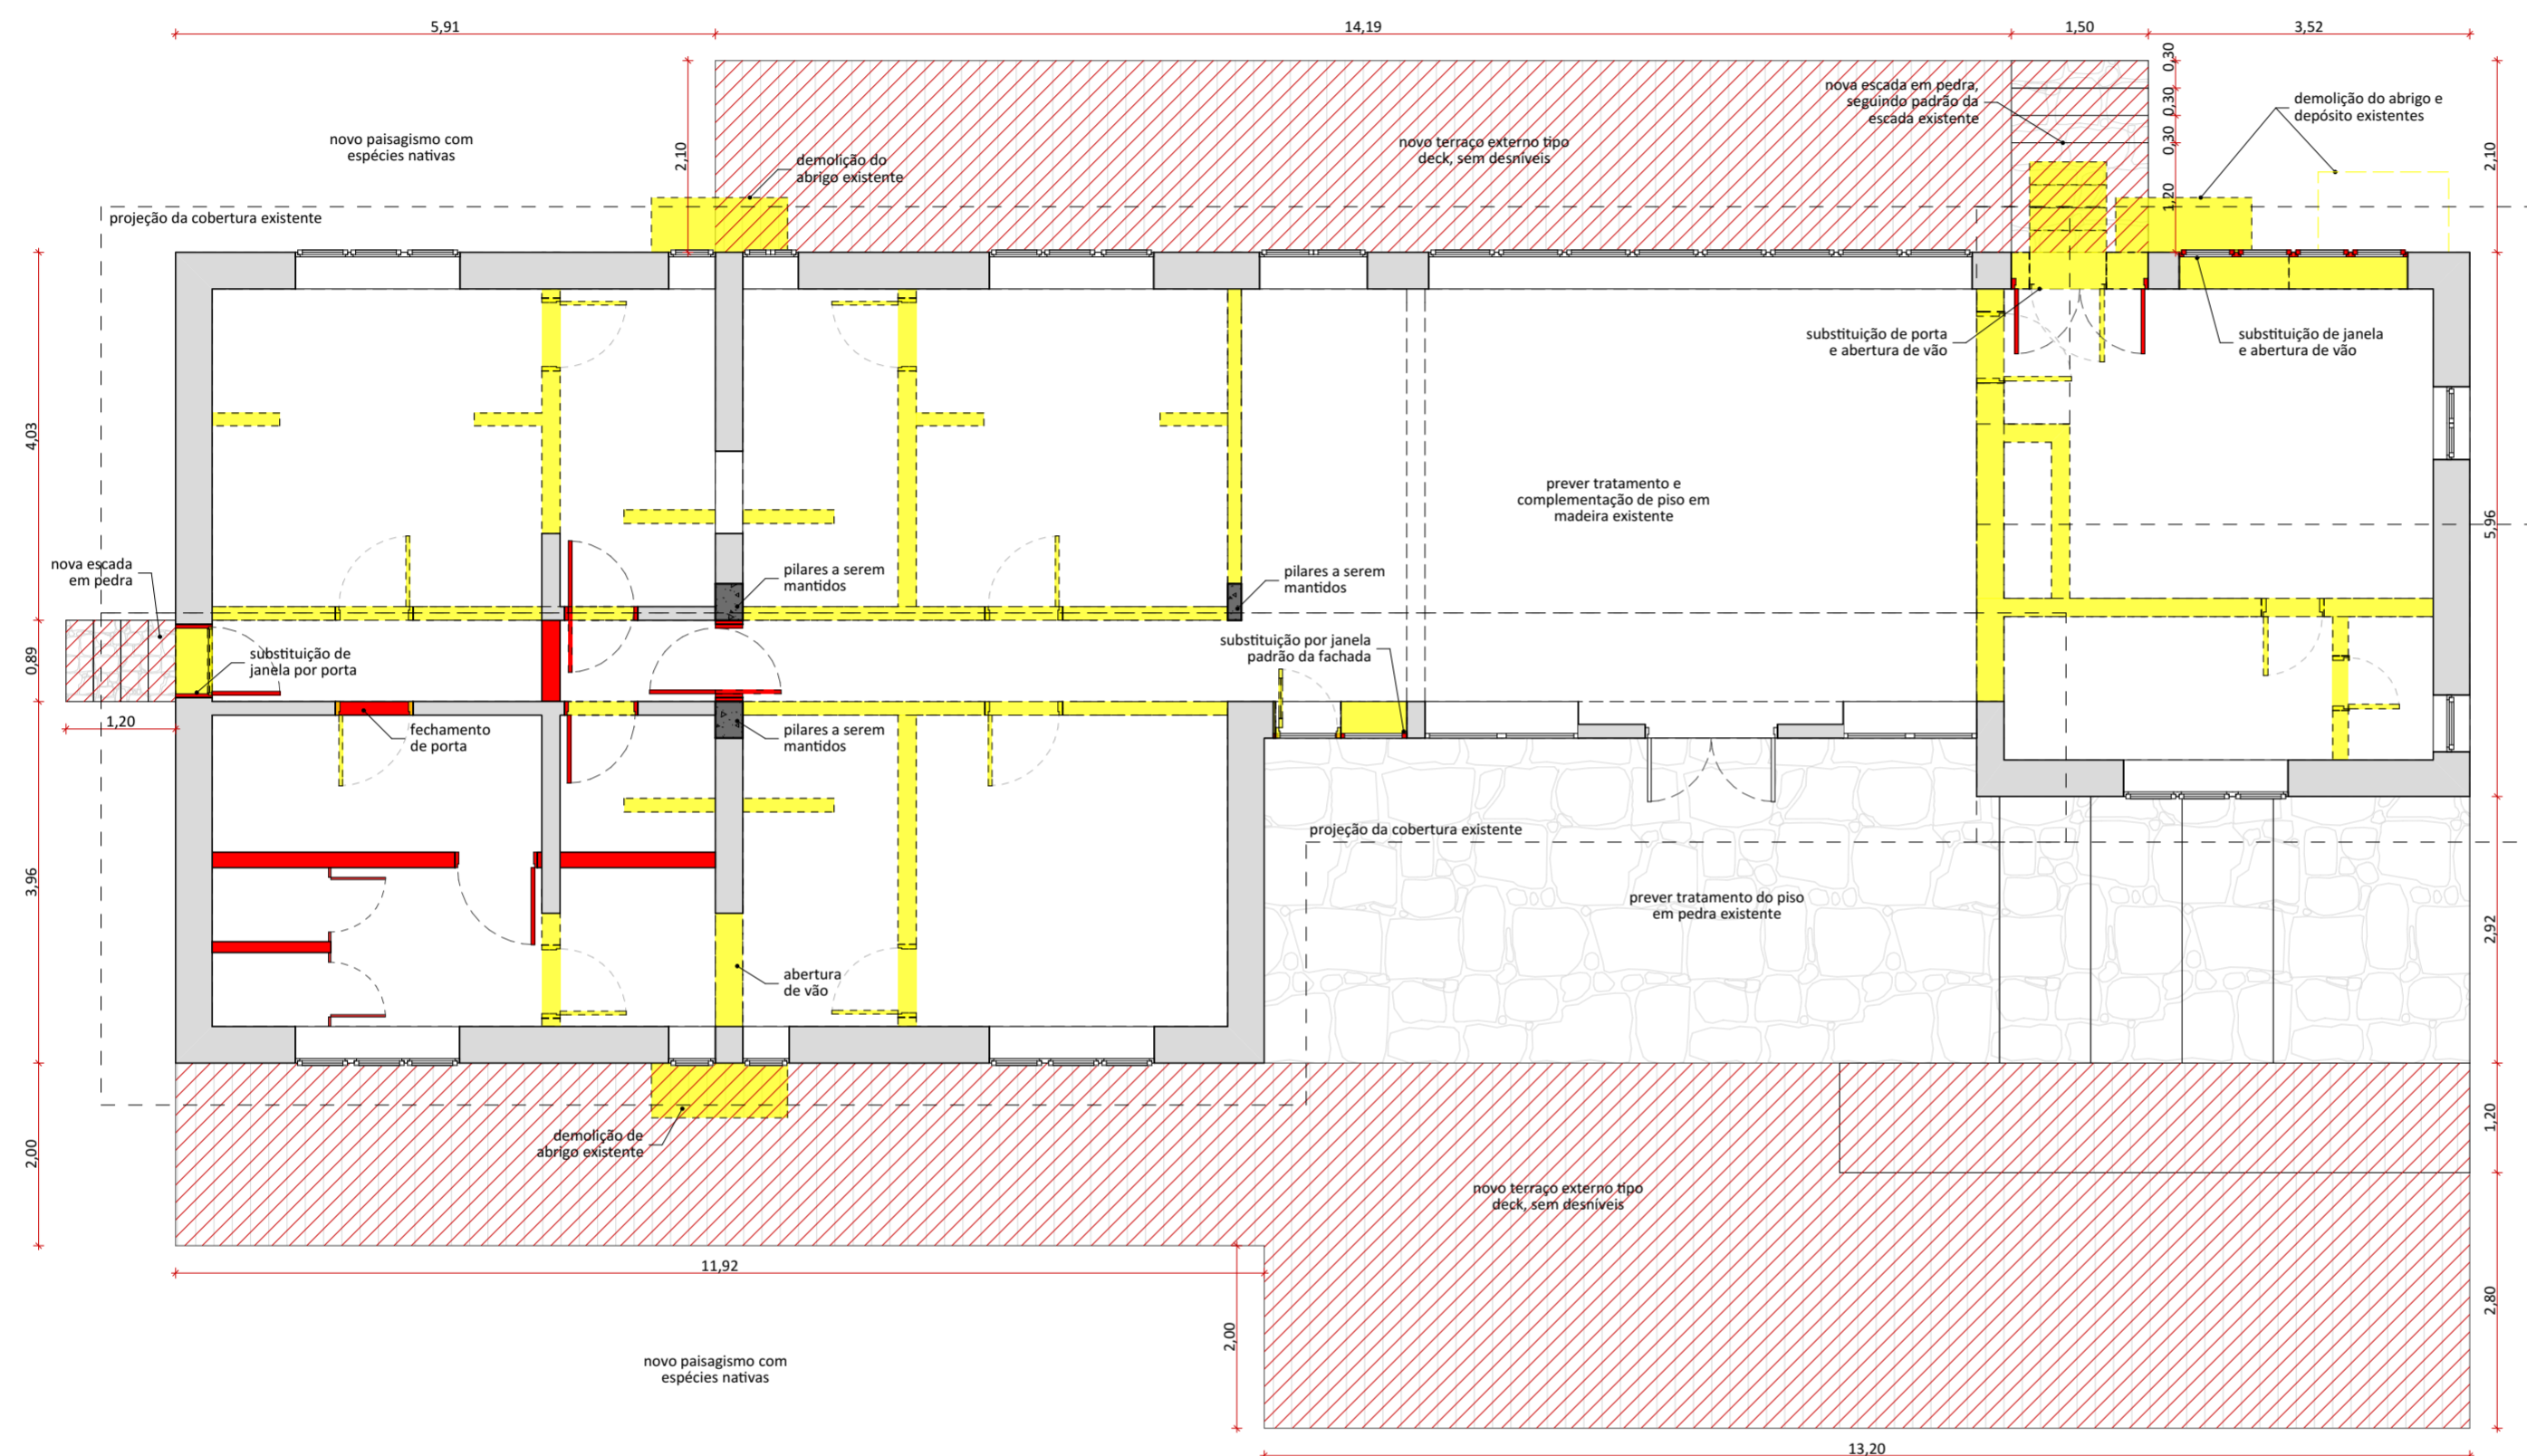 5,91
14,19
1,50
3,52
0,30
0,30
0,30
1,20
2,10
2,10
nova escada em pedra,
seguindo padrão da
escada existente
demolição do abrigo e
depósito existentes
novo paisagismo com
espécies nativas
novo terraço externo tipo
deck, sem desníveis
demolição do
abrigo existente
projeção da cobertura existente
substituição de porta
e abertura de vão
substituição de janela
e abertura de vão
4,03
prever tratamento e
complementação de piso em
madeira existente
5,96
nova escada
em pedra
pilares a serem
mantidos
pilares a serem
mantidos
substituição por janela
padrão da fachada
0,89
substituição de
janela por porta
1,20
fechamento
de porta
pilares a serem
mantidos
projeção da cobertura existente
3,96
prever tratamento do piso
em pedra existente
2,92
abertura
de vão
demolição de
abrigo existente
2,00
1,20
novo terraço externo tipo
deck, sem desníveis
11,92
2,00
2,80
novo paisagismo com
espécies nativas
13,20